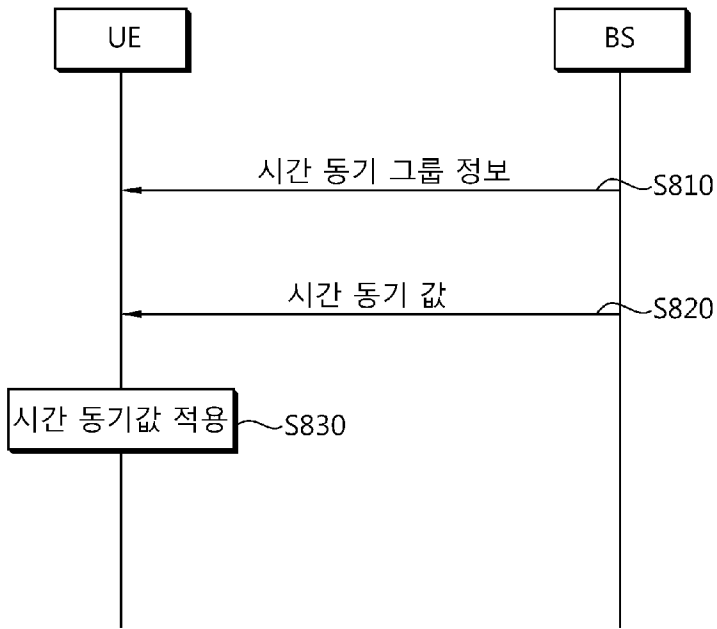 UE
BS
시간 동기 그룹 정보
S810
시간 동기 값
S820
시간 동기값 적용
S830